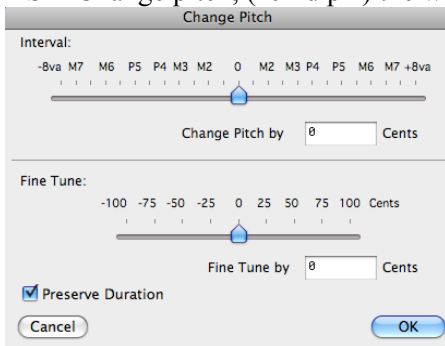 Change Pitch
Interval:
-8va M7 M6 P5 P4 M3 M2 0 M2 M3 P4 P5 M6 M7 +8va
Change Pitch by 0 Cents
Fine Tune:
-100 -75 -50 -25 0 25 50 75 100 Cents
Fine Tune by 0 Cents
Preserve Duration
Cancel OK